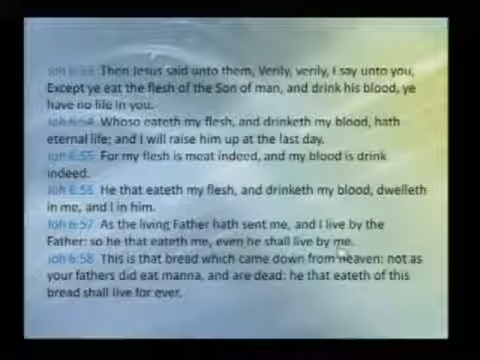 Joh 6:53 Then Jesus said unto them, Verily, verily, I say unto you,
Except ye eat the flesh of the Son of man, and drink his blood, ye
have no life in you.
Joh 6:54 Whoso eateth my flesh, and drinketh my blood, hath
eternal life; and I will raise him up at the last day.
Joh 6:55 For my flesh is meat indeed, and my blood is drink
indeed.
Joh 6:56 He that eateth my flesh, and drinketh my blood, dwelleth
in me, and I in him.
Joh 6:57 As the living Father hath sent me, and I live by the
Father: so he that eateth me, even he shall live by me.
Joh 6:58 This is that bread which came down from heaven: not as
your fathers did eat manna, and are dead: he that eateth of this
bread shall live for ever.